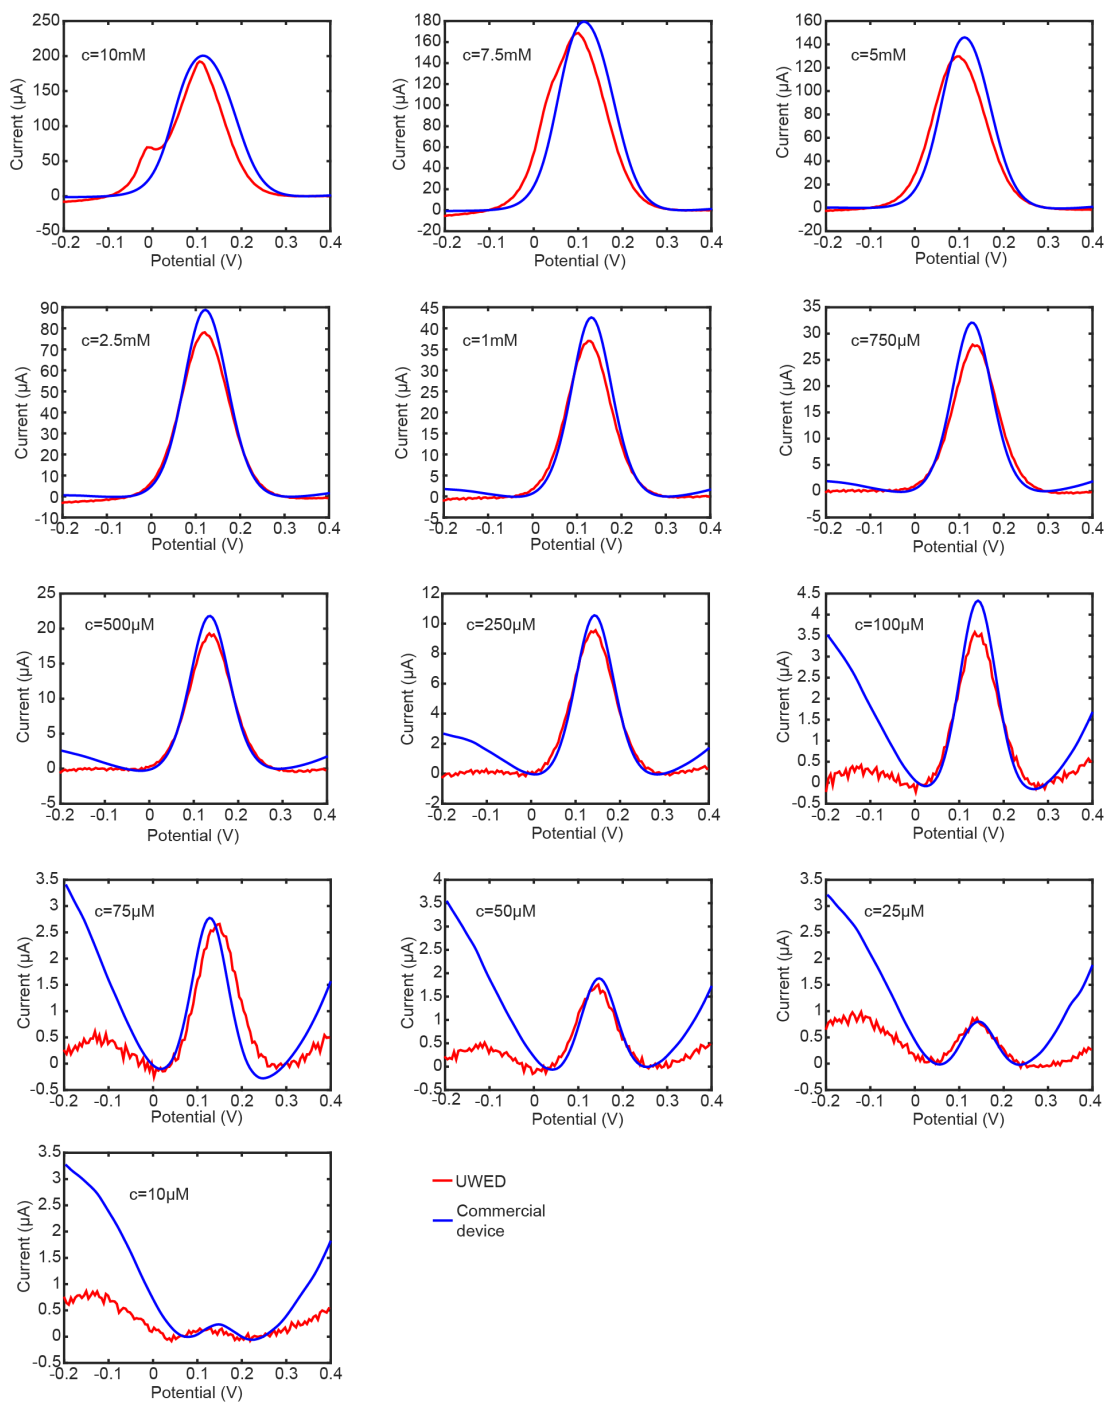 250
200
150
100
50
0
-50
Current (µA)
c=10mM
-0.2 -0.1 0 0.1 0.2 0.3 0.4
Potential (V)
180
160
140
120
100
80
60
40
20
0
-20
Current (µA)
c=7.5mM
-0.2 -0.1 0 0.1 0.2 0.3 0.4
Potential (V)
160
140
120
100
80
60
40
20
0
-20
Current (µA)
c=5mM
-0.2 -0.1 0 0.1 0.2 0.3 0.4
Potential (V)
90
80
70
60
50
40
30
20
10
0
-10
Current (µA)
c=2.5mM
-0.2 -0.1 0 0.1 0.2 0.3 0.4
Potential (V)
45
40
35
30
25
20
15
10
5
0
-5
Current (µA)
c=1mM
-0.2 -0.1 0 0.1 0.2 0.3 0.4
Potential (V)
35
30
25
20
15
10
5
0
-5
Current (µA)
c=750µM
-0.2 -0.1 0 0.1 0.2 0.3 0.4
Potential (V)
25
20
15
10
5
0
-5
Current (µA)
c=500µM
-0.2 -0.1 0 0.1 0.2 0.3 0.4
Potential (V)
12
10
8
6
4
2
0
-2
Current (µA)
c=250µM
-0.2 -0.1 0 0.1 0.2 0.3 0.4
Potential (V)
4.5
4
3.5
3
2.5
2
1.5
1
0.5
0
-0.5
Current (µA)
c=100µM
-0.2 -0.1 0 0.1 0.2 0.3 0.4
Potential (V)
3.5
3
2.5
2
1.5
1
0.5
0
-0.5
Current (µA)
c=75µM
-0.2 -0.1 0 0.1 0.2 0.3 0.4
Potential (V)
4
3.5
3
2.5
2
1.5
1
0.5
0
-0.5
Current (µA)
c=50µM
-0.2 -0.1 0 0.1 0.2 0.3 0.4
Potential (V)
3.5
3
2.5
2
1.5
1
0.5
0
-0.5
Current (µA)
c=25µM
-0.2 -0.1 0 0.1 0.2 0.3 0.4
Potential (V)
3.5
3
2.5
2
1.5
1
0.5
0
-0.5
Current (µA)
c=10µM
-0.2 -0.1 0 0.1 0.2 0.3 0.4
Potential (V)
UWED
Commercial
device